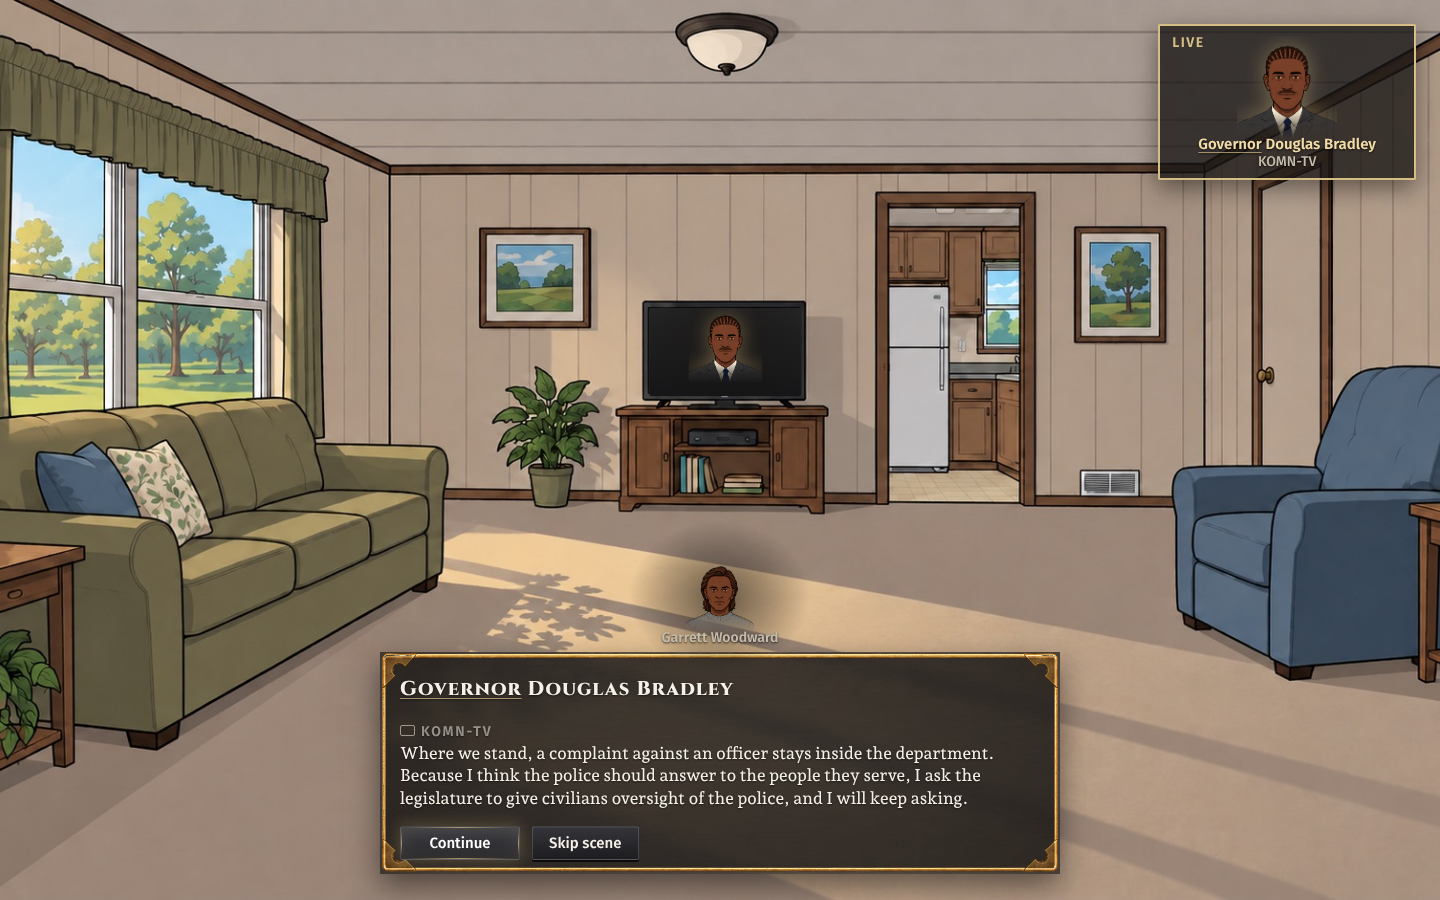 LIVE
Governor Douglas Bradley
KOMN-TV
Garrett Woodward
Governor Douglas Bradley
KOMN-TV
Where we stand, a complaint against an officer stays inside the department.
Because I think the police should answer to the people they serve, I ask the
legislature to give civilians oversight of the police, and I will keep asking.
Continue
Skip scene